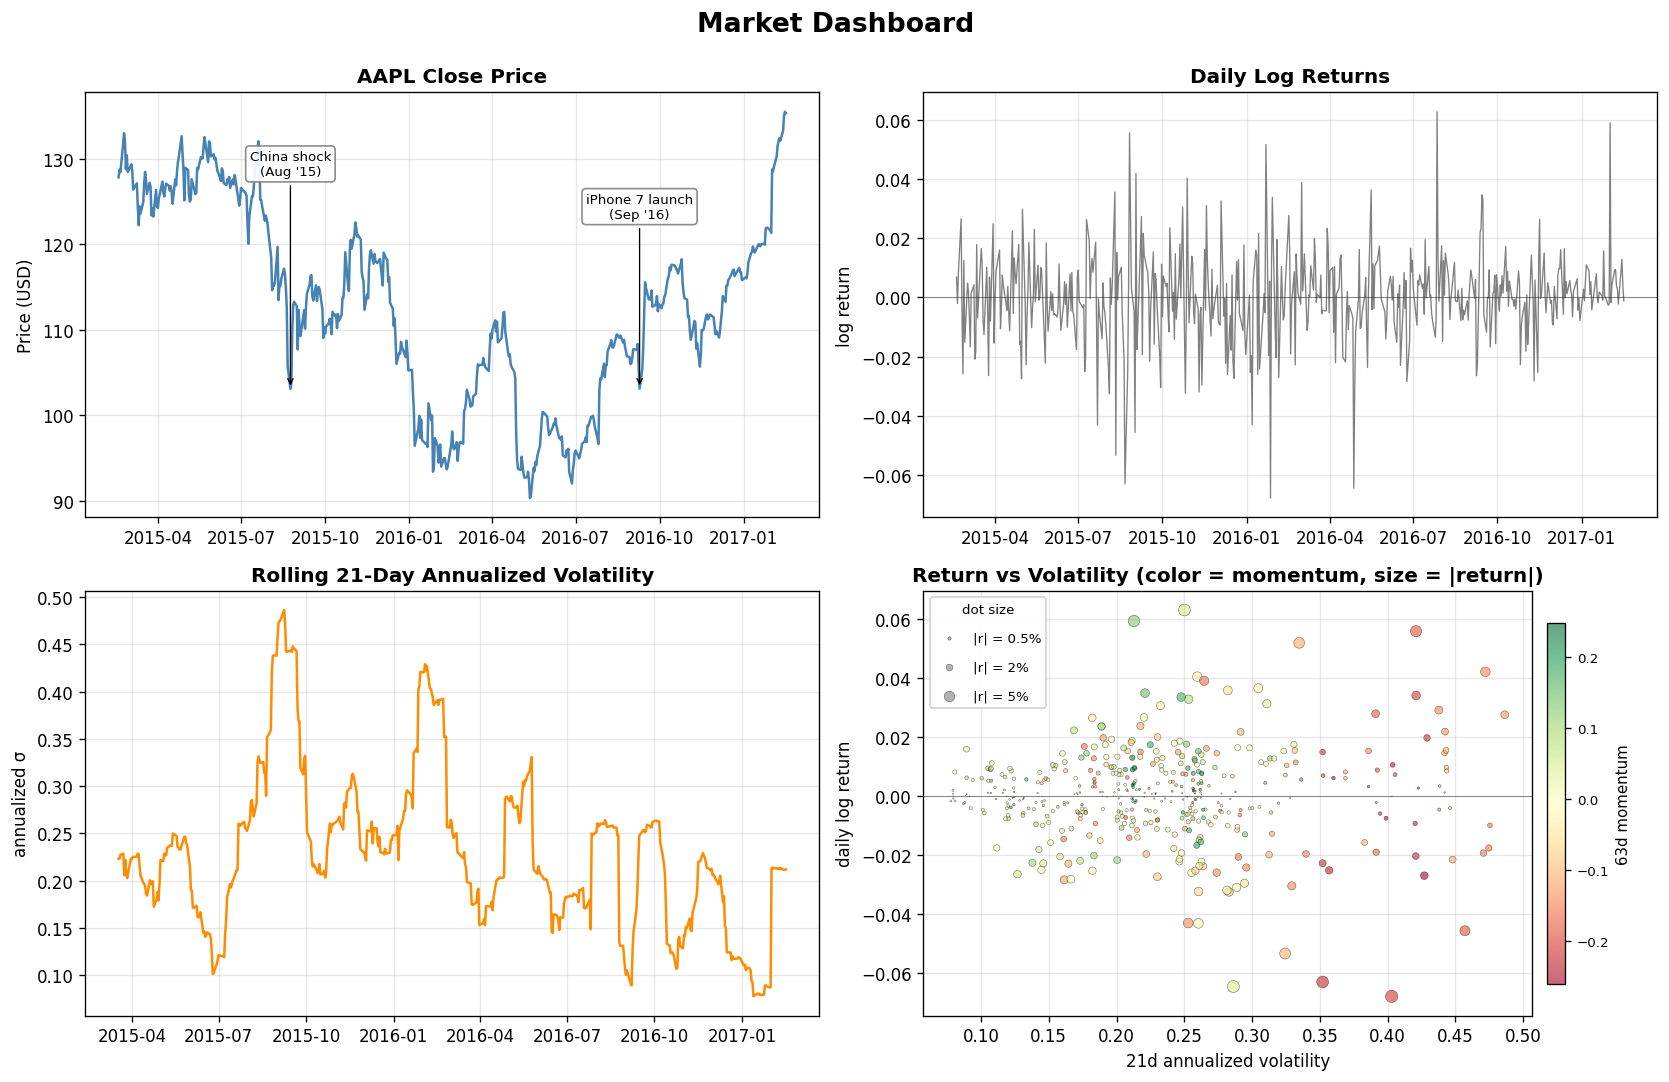 Market Dashboard
AAPL Close Price
Price (USD)
130
120
110
100
90
China shock
(Aug '15)
iPhone 7 launch
(Sep '16)
2015-04 2015-07 2015-10 2016-01 2016-04 2016-07 2016-10 2017-01
Daily Log Returns
log return
0.06
0.04
0.02
0.00
−0.02
−0.04
−0.06
2015-04 2015-07 2015-10 2016-01 2016-04 2016-07 2016-10 2017-01
Rolling 21-Day Annualized Volatility
annualized σ
0.50
0.45
0.40
0.35
0.30
0.25
0.20
0.15
0.10
2015-04 2015-07 2015-10 2016-01 2016-04 2016-07 2016-10 2017-01
Return vs Volatility (color = momentum, size = |return|)
daily log return
0.06
0.04
0.02
0.00
−0.02
−0.04
−0.06
dot size
|r| = 0.5%
|r| = 2%
|r| = 5%
0.10 0.15 0.20 0.25 0.30 0.35 0.40 0.45 0.50
21d annualized volatility
0.2
0.1
0.0
−0.1
−0.2
63d momentum